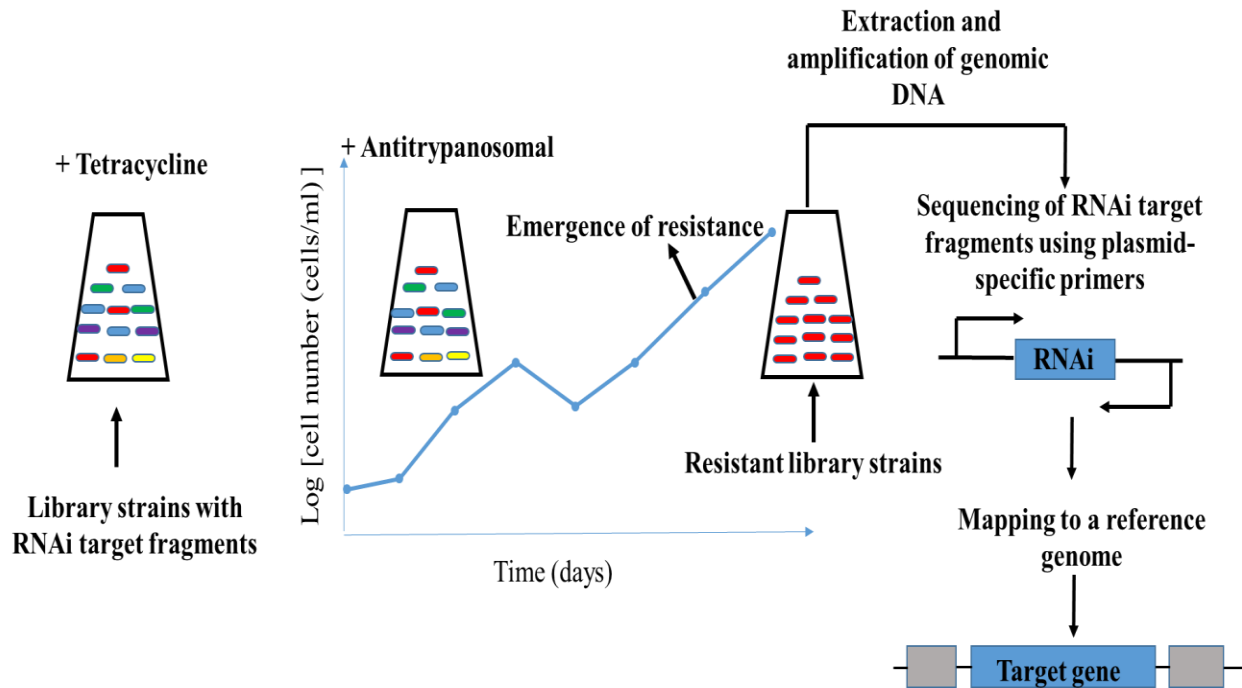 + Tetracycline
Library strains with
RNAi target fragments
+ Antitrypanosomal
Log [cell number (cells/ml) ]
Time (days)
Emergence of resistance
Resistant library strains
Extraction and
amplification of genomic
DNA
Sequencing of RNAi target
fragments using plasmid-
specific primers
RNAi
Mapping to a reference
genome
Target gene